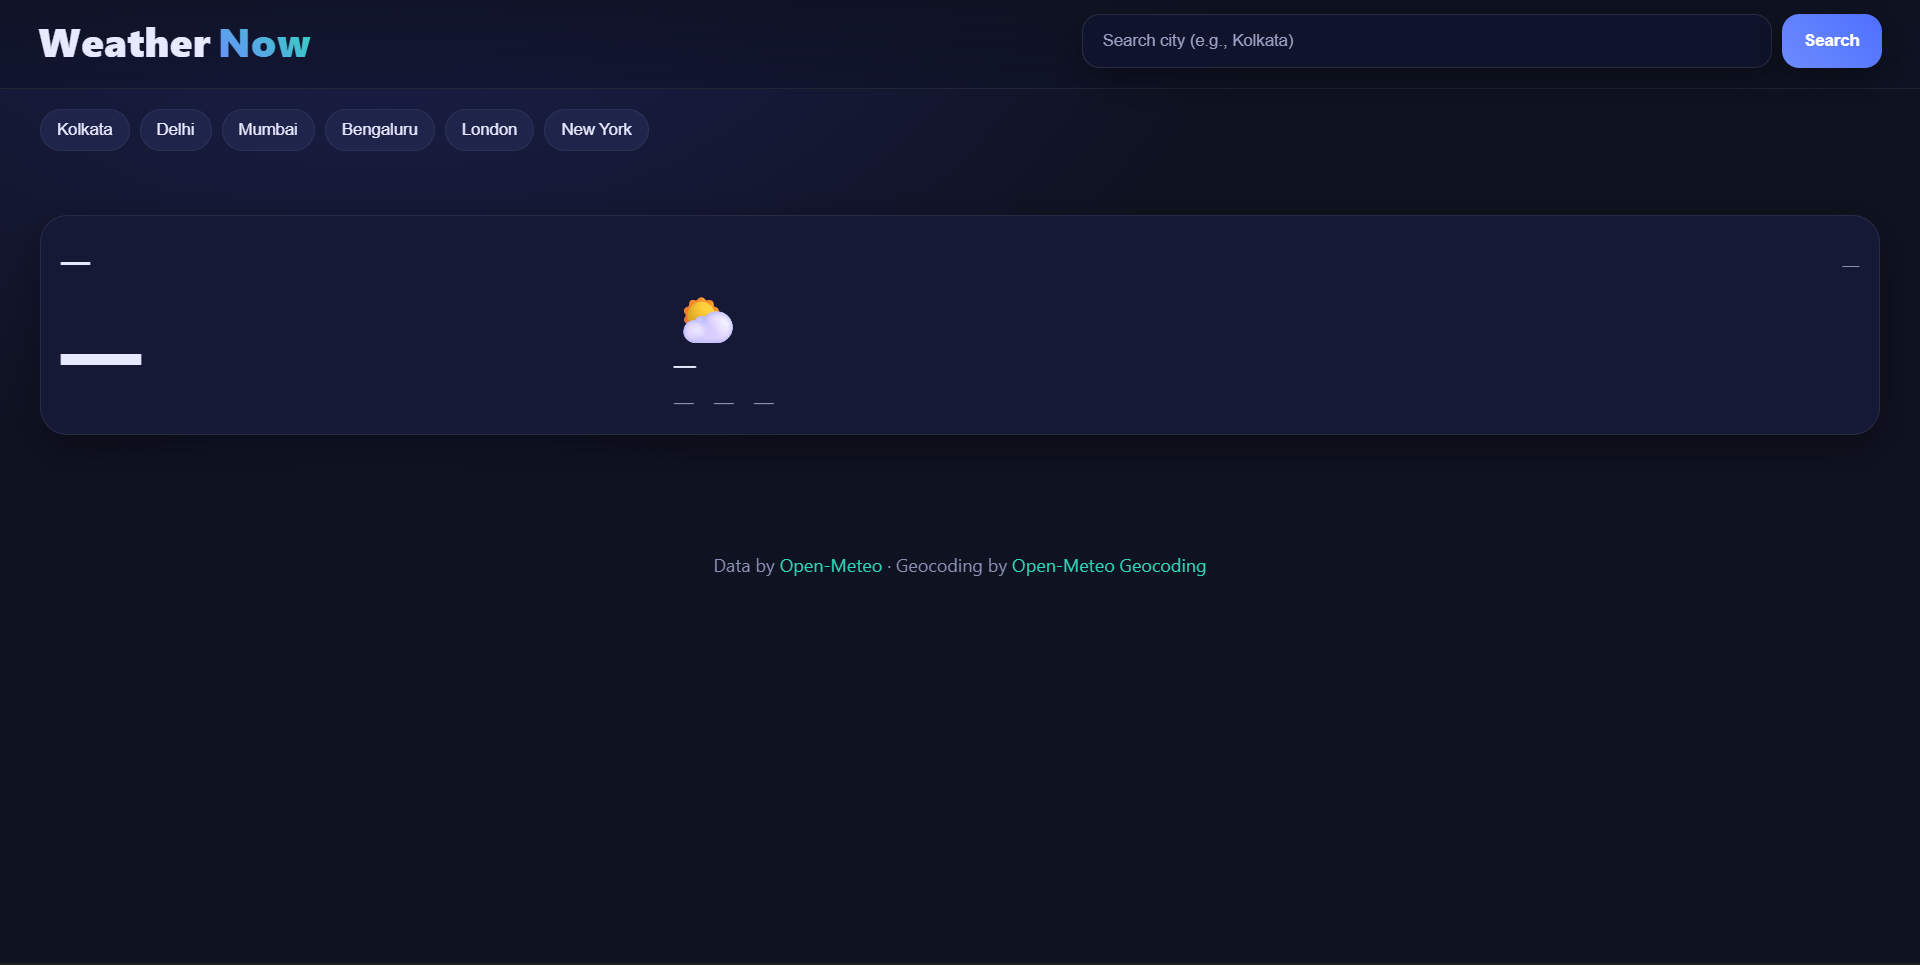 Weather Now
Search city (e.g., Kolkata)
Search
Kolkata
Delhi
Mumbai
Bengaluru
London
New York
—
—
—
—
— — —
Data by Open-Meteo · Geocoding by Open-Meteo Geocoding